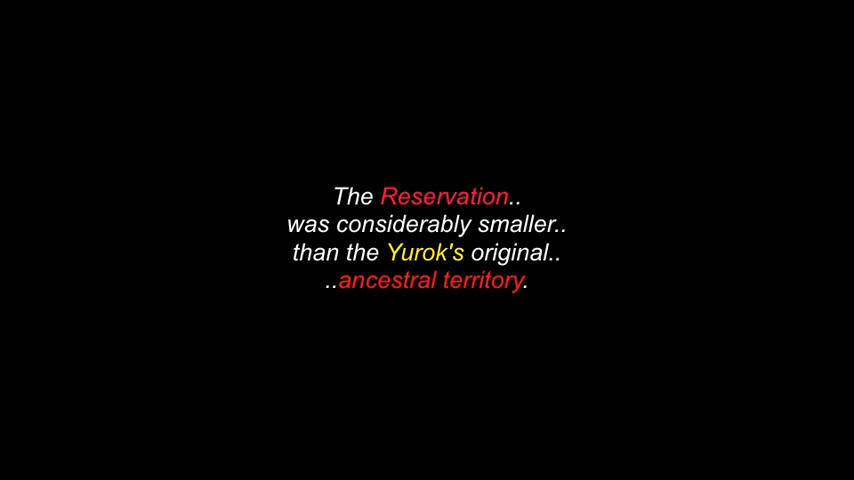 The Reservation..
was considerably smaller..
than the Yurok's original..
..ancestral territory.